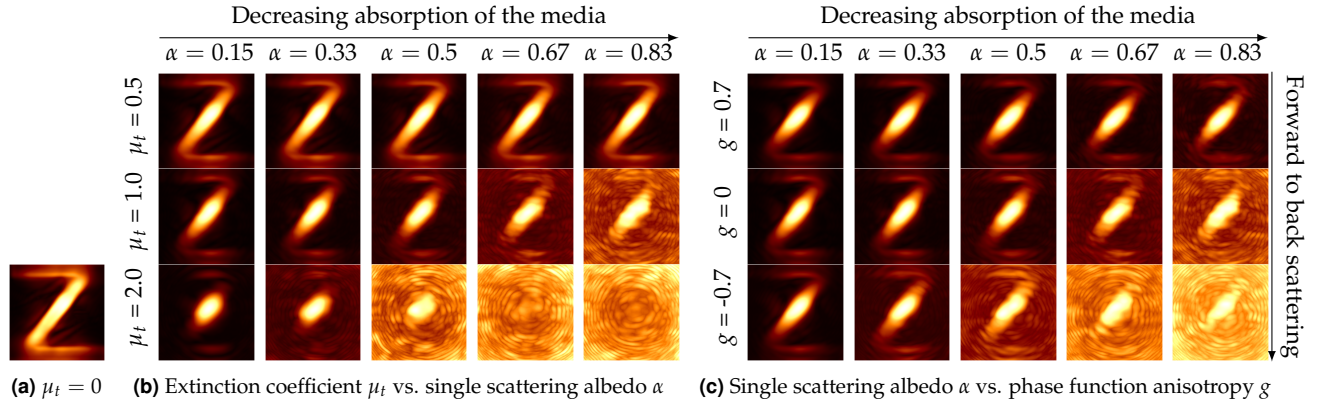 Decreasing absorption of the media
α = 0.15 α = 0.33 α = 0.5 α = 0.67 α = 0.83
μt = 0.5
μt = 1.0
μt = 2.0
Decreasing absorption of the media
α = 0.15 α = 0.33 α = 0.5 α = 0.67 α = 0.83
g = 0.7
g = 0
g = -0.7
Forward to back scattering
(a) μt = 0
(b) Extinction coefficient μt vs. single scattering albedo α
(c) Single scattering albedo α vs. phase function anisotropy g